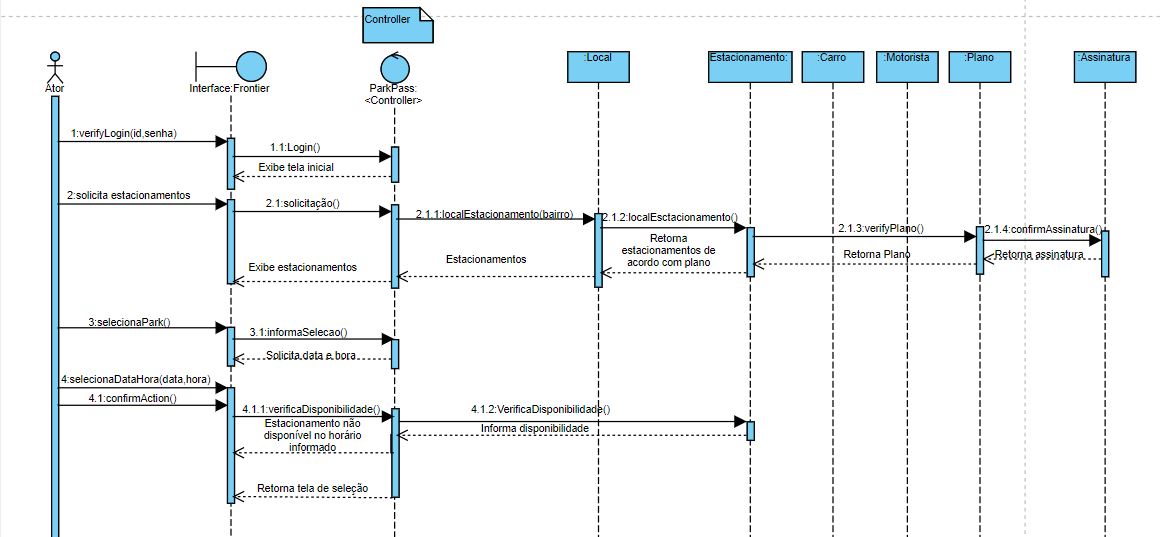 Controller
:Local
Estacionamento:
:Carro
:Motorista
:Plano
:Assinatura
Ator
Interface:Frontier
ParkPass:
<Controller>
1:verifyLogin(id,senha)
1.1:Login()
Exibe tela inicial
2:solicita estacionamentos
2.1:solicitação()
2.1.1:localEstacionamento(bairro)
2.1.2:localEsctacionamento()
2.1.3:verifyPlano()
2.1.4:confirmAssinatura()
Retorna
estacionamentos de
acordo com plano
Retorna Plano
Retorna assinatura
Estacionamentos
Exibe estacionamentos
3:selecionaPark()
3.1:informaSelecao()
Solicita data e hora
4:selecionaDataHora(data,hora)
4.1:confirmAction()
4.1.1:verificaDisponibilidade()
4.1.2:VerificaDisponibilidade()
Estacionamento não
disponível no horário
informado
Informa disponibilidade
Retorna tela de seleção